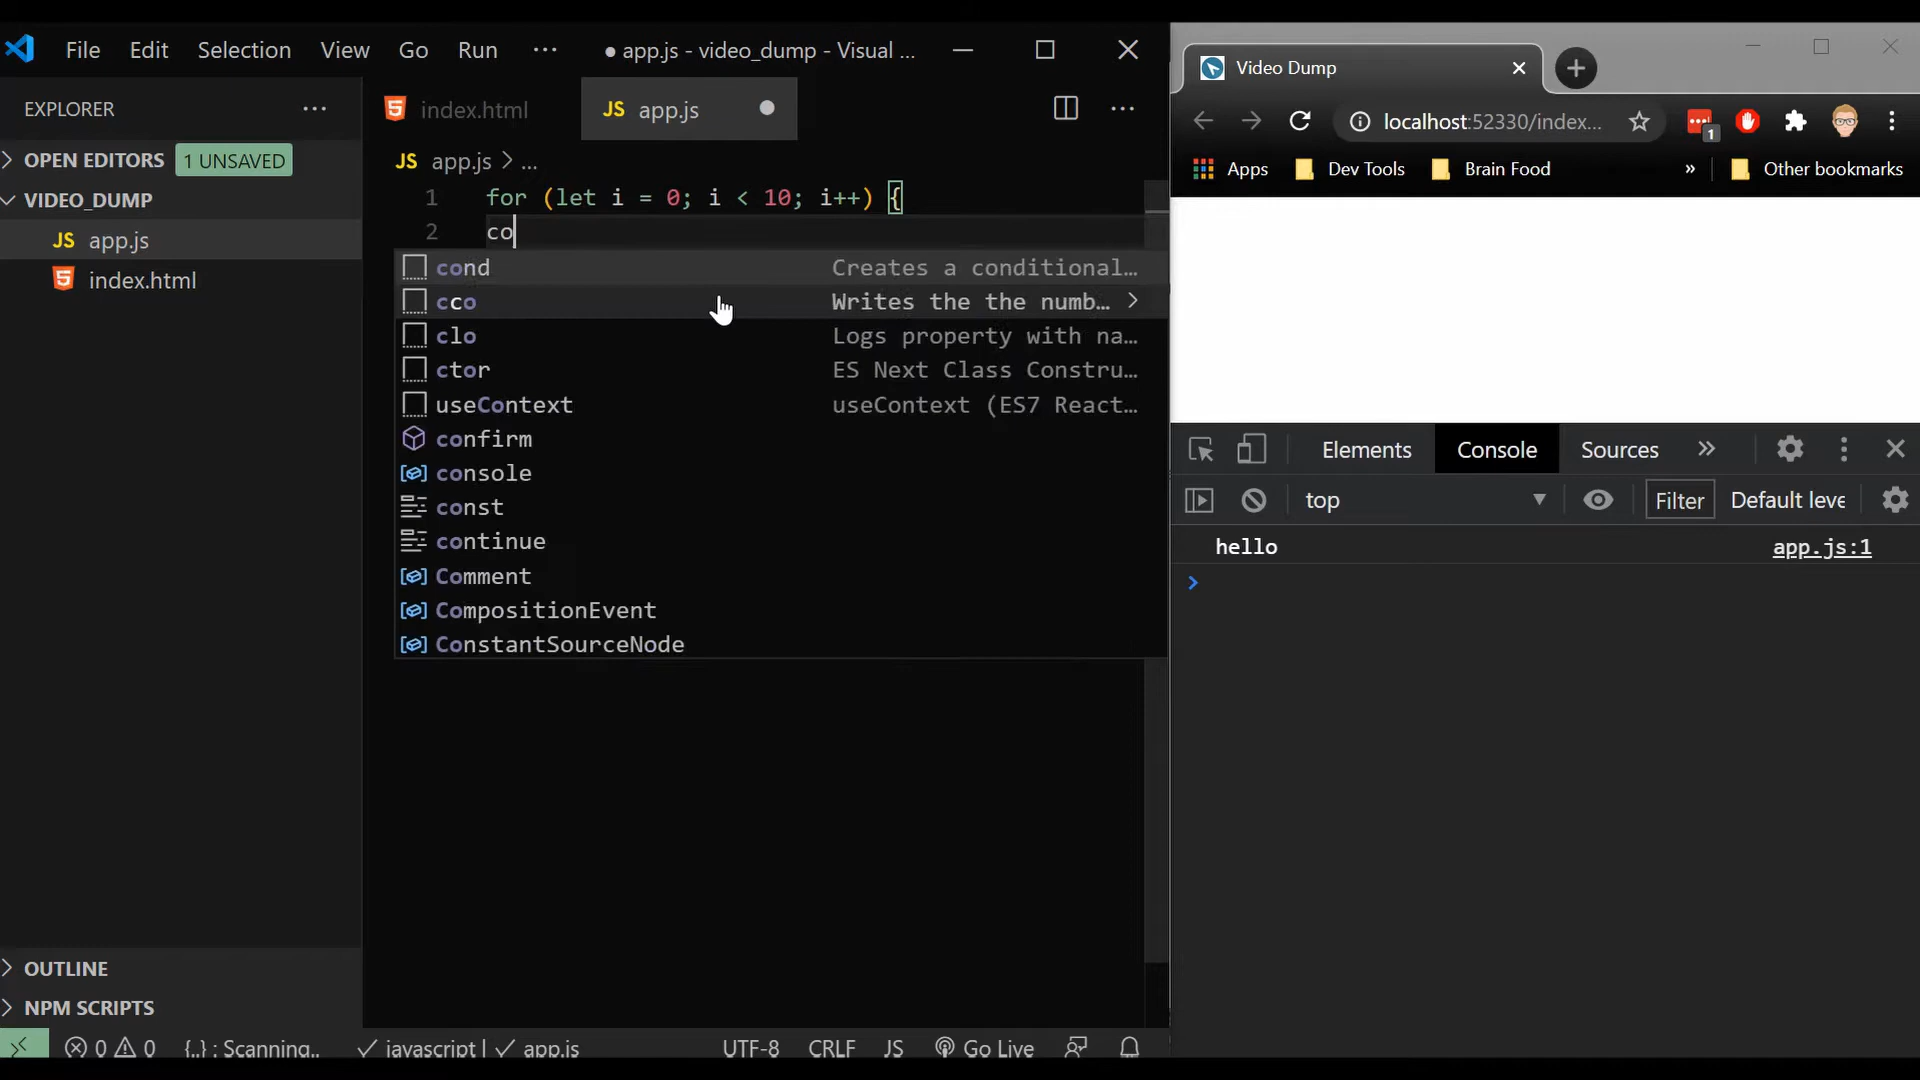 File Edit Selection View Go Run ... ● app.js - video_dump - Visual ...
EXPLORER ...
OPEN EDITORS 1 UNSAVED
VIDEO_DUMP
JS app.js
index.html
OUTLINE
NPM SCRIPTS
index.html JS app.js ...
JS app.js > ...
1 for (let i = 0; i < 10; i++) {
2 co
cond Creates a conditional...
cco Writes the the numb... >
clo Logs property with na...
ctor ES Next Class Constru...
useContext useContext (ES7 React...
confirm
console
const
continue
Comment
CompositionEvent
ConstantSourceNode
0 0 {..} : Scanning.. ✓ javascript | ✓ app.js UTF-8 CRLF JS Go Live
Video Dump
localhost:52330/index...
1
Apps Dev Tools Brain Food » Other bookmarks
Elements Console Sources »
top Filter Default leve
hello app.js:1
>